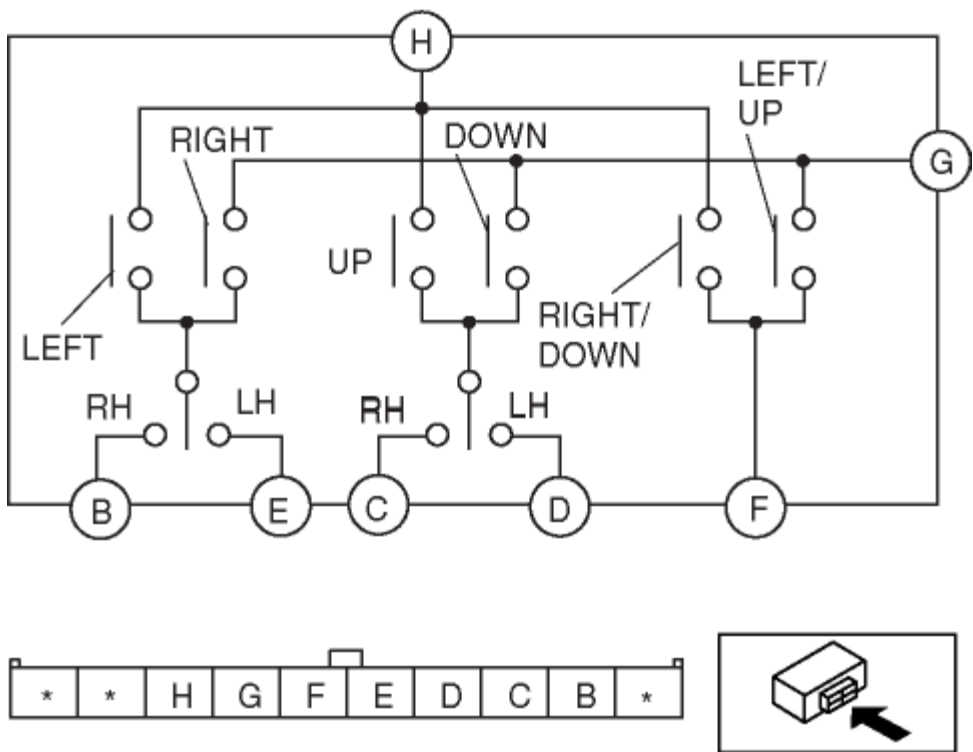 H
LEFT/
UP
RIGHT
DOWN
G
UP
LEFT
RIGHT/
DOWN
RH
LH
RH
LH
B
E
C
D
F
* * H G F E D C B *